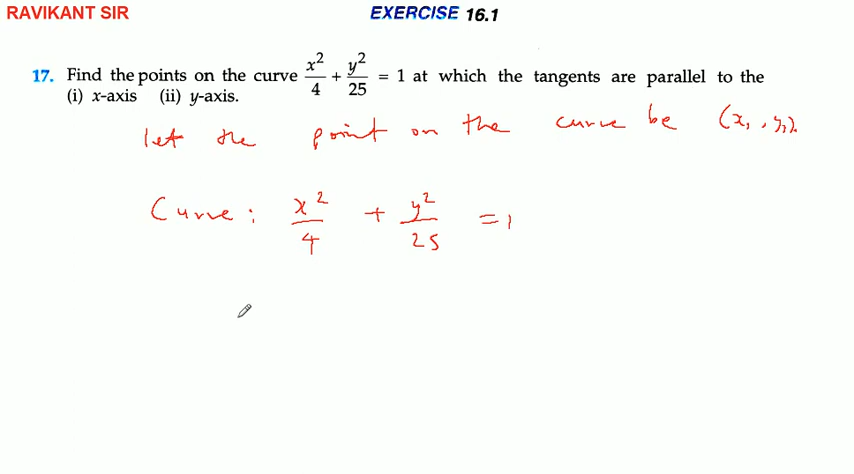 RAVIKANT SIR
EXERCISE 16.1
17. Find the points on the curve x²/4 + y²/25 = 1 at which the tangents are parallel to the
(i) x-axis (ii) y-axis.
let the point on the curve be (x₁, y₁).
Curve: x²/4 + y²/25 = 1